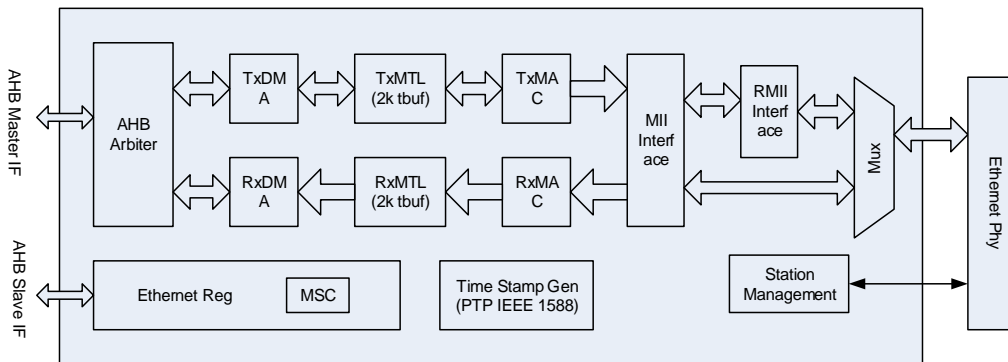 AHB Master IF
AHB
Arbiter
TxDM
A
TxMTL
(2k tbuf)
TxMA
C
MII
Interf
ace
RMII
Interf
ace
Mux
Ethernet Phy
RxDM
A
RxMTL
(2k tbuf)
RxMA
C
AHB Slave IF
Ethernet Reg
MSC
Time Stamp Gen
(PTP IEEE 1588)
Station
Management